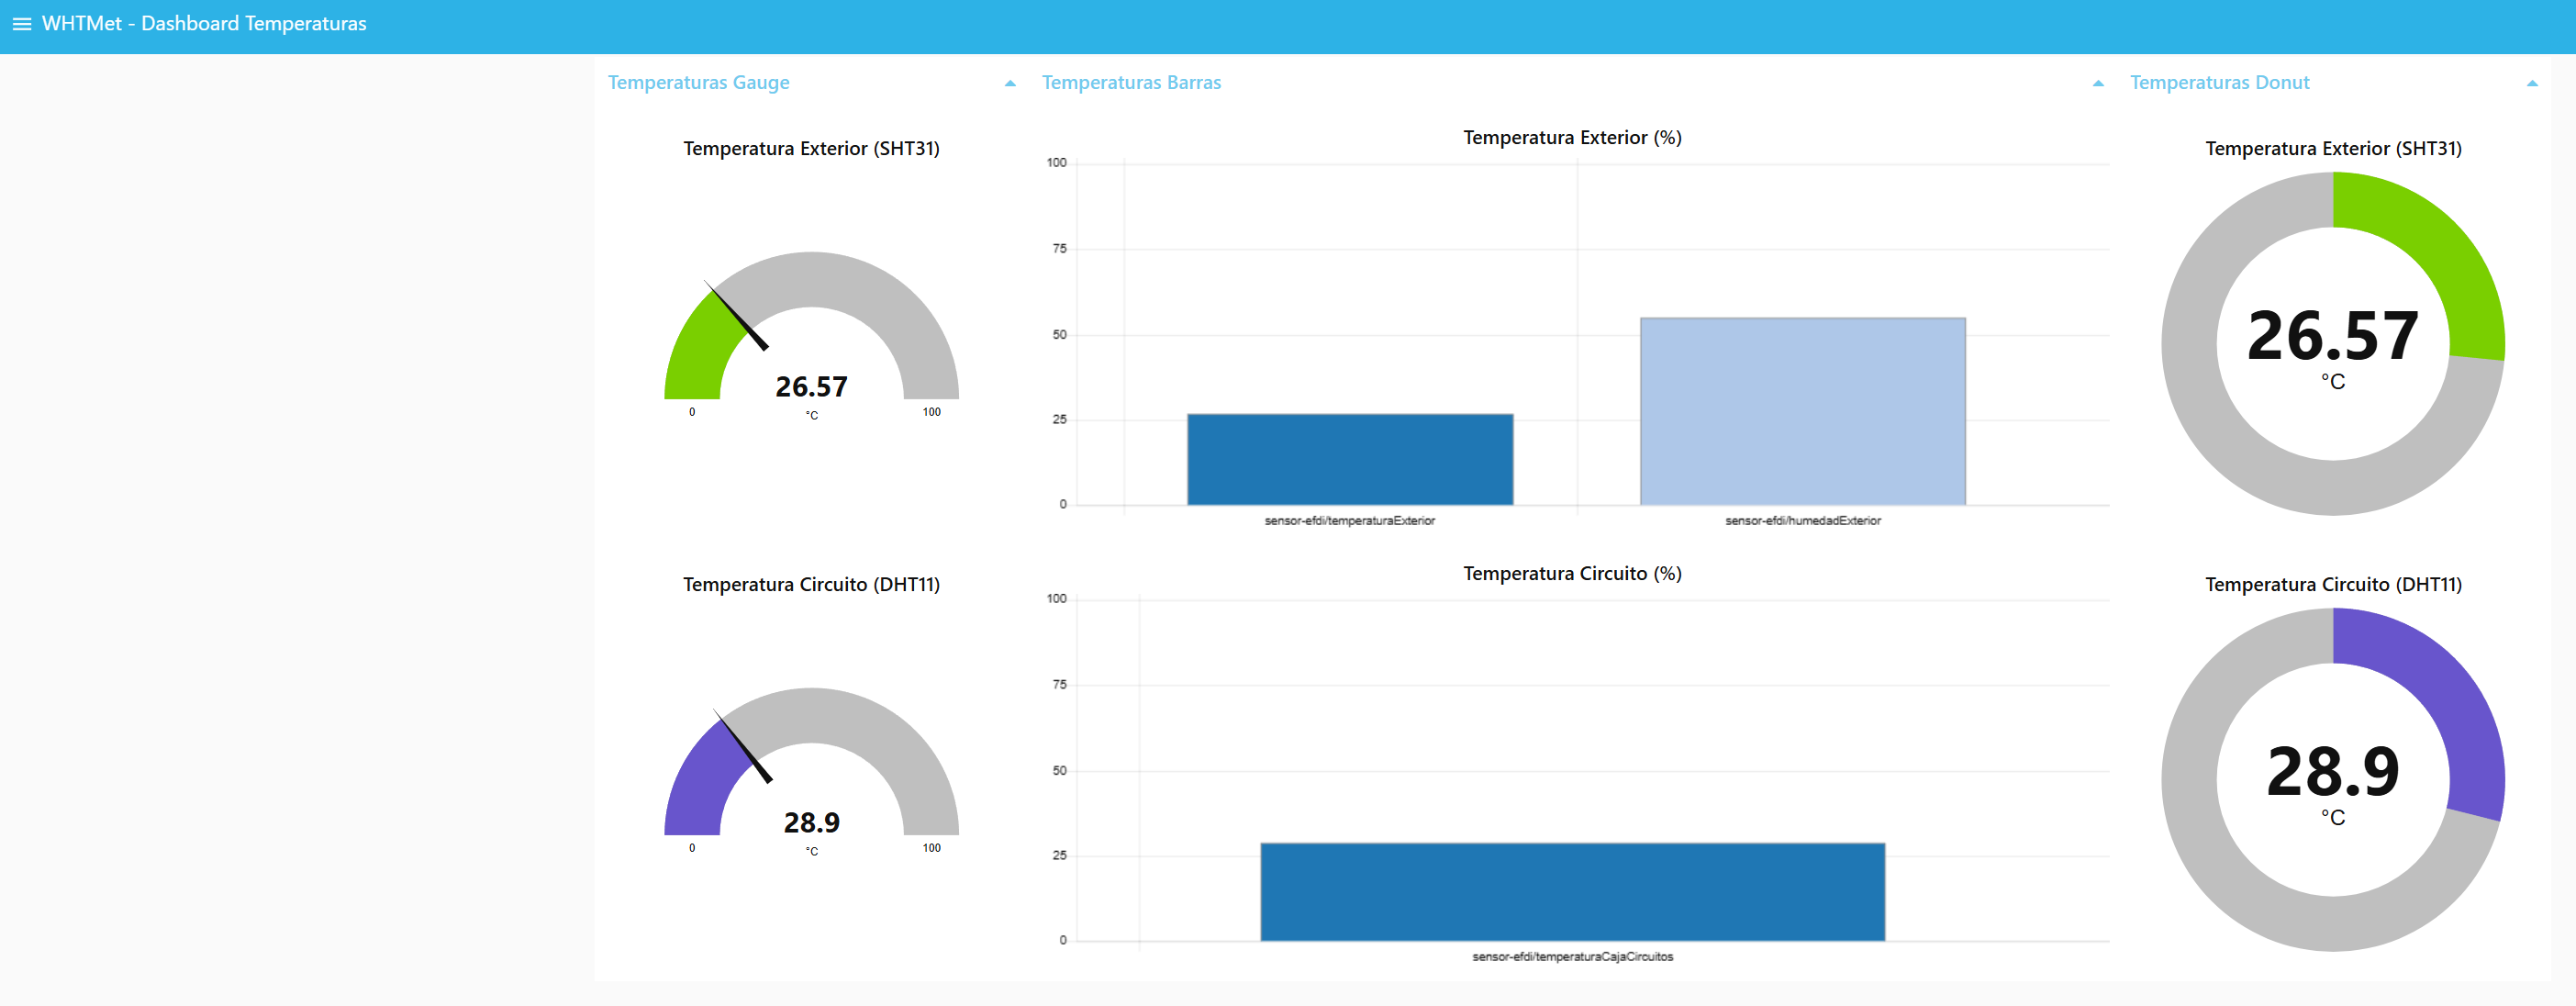 WHTMet - Dashboard Temperaturas
Temperaturas Gauge
Temperatura Exterior (SHT31)
26.57
°C
0
100
Temperatura Circuito (DHT11)
28.9
°C
0
100
Temperaturas Barras
Temperatura Exterior (%)
100
75
50
25
0
sensor-efdi/temperaturaExterior
sensor-efdi/humedadExterior
Temperatura Circuito (%)
100
75
50
25
0
sensor-efdi/temperaturaCajaCircuitos
Temperaturas Donut
Temperatura Exterior (SHT31)
26.57
°C
Temperatura Circuito (DHT11)
28.9
°C